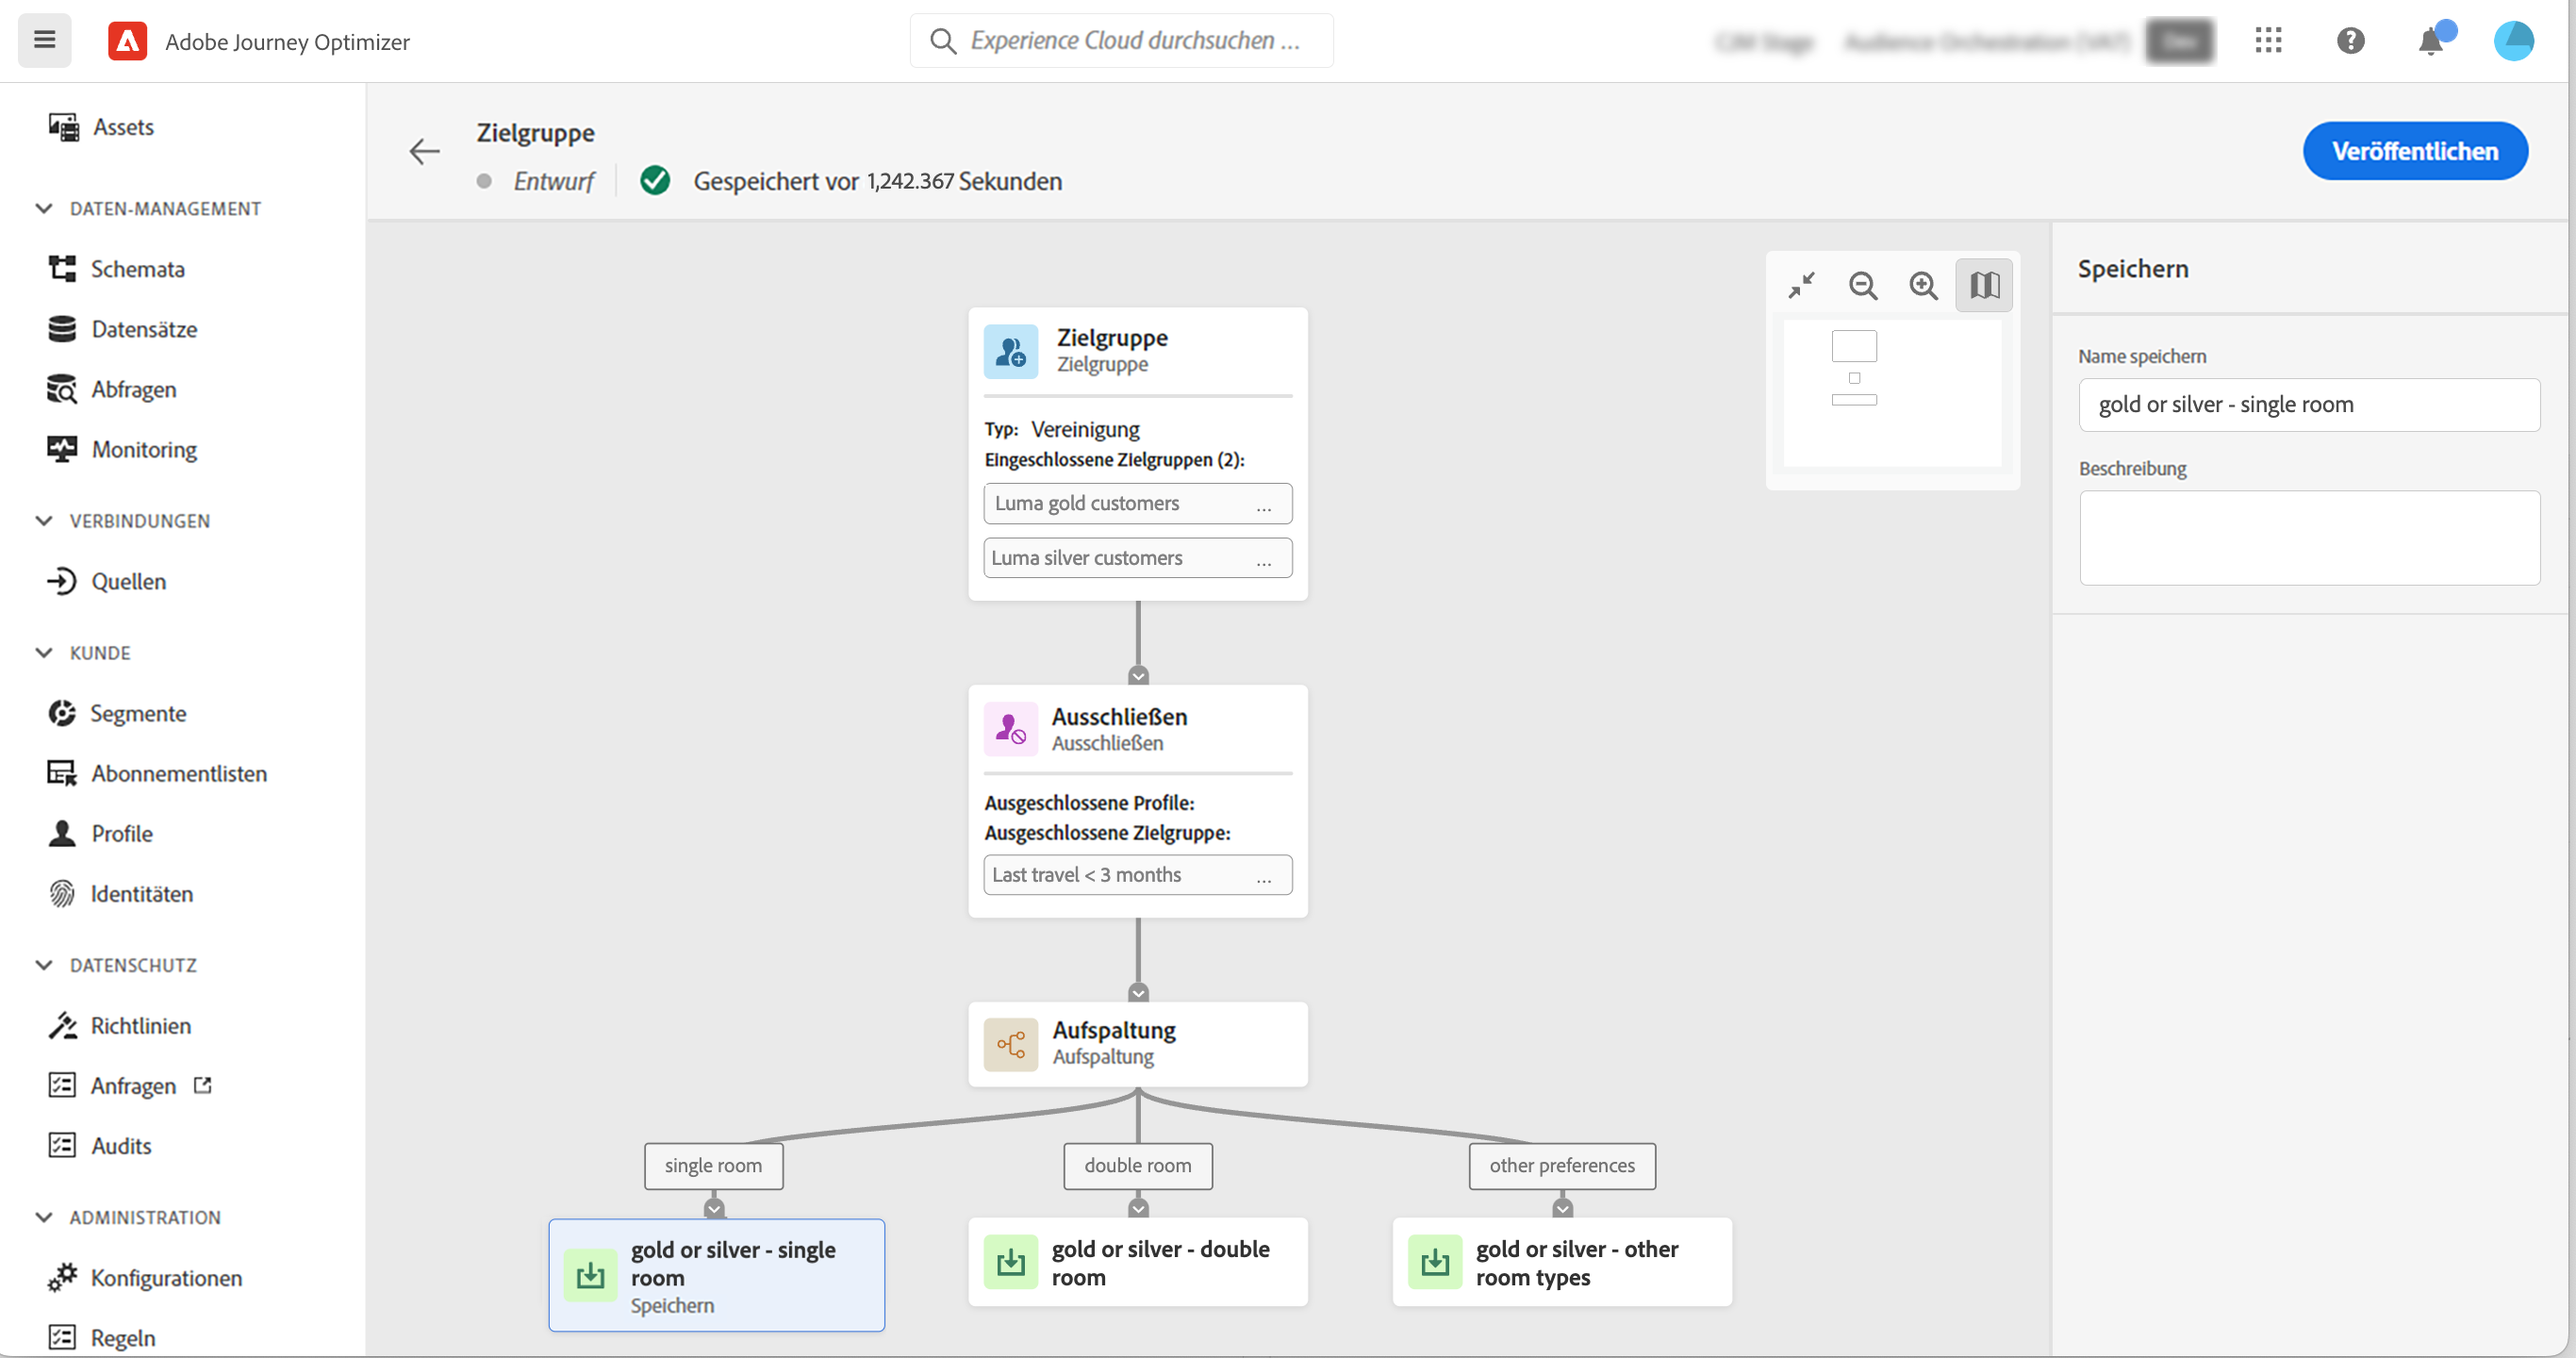 Adobe Journey Optimizer
Experience Cloud durchsuchen ...
Assets
DATEN-MANAGEMENT
Schemata
Datensätze
Abfragen
Monitoring
VERBINDUNGEN
Quellen
KUNDE
Segmente
Abonnementlisten
Profile
Identitäten
DATENSCHUTZ
Richtlinien
Anfragen
Audits
ADMINISTRATION
Konfigurationen
Regeln
Zielgruppe
Entwurf
Gespeichert vor 1,242.367 Sekunden
Veröffentlichen
Zielgruppe
Zielgruppe
Typ: Vereinigung
Eingeschlossene Zielgruppen (2):
Luma gold customers ...
Luma silver customers ...
Ausschließen
Ausschließen
Ausgeschlossene Profile:
Ausgeschlossene ZIelgruppe:
Last travel < 3 months ...
Aufspaltung
Aufspaltung
single room
double room
other preferences
gold or silver - single
room
Speichern
gold or silver - double
room
gold or silver - other
room types
Speichern
Name speichern
gold or silver - single room
Beschreibung